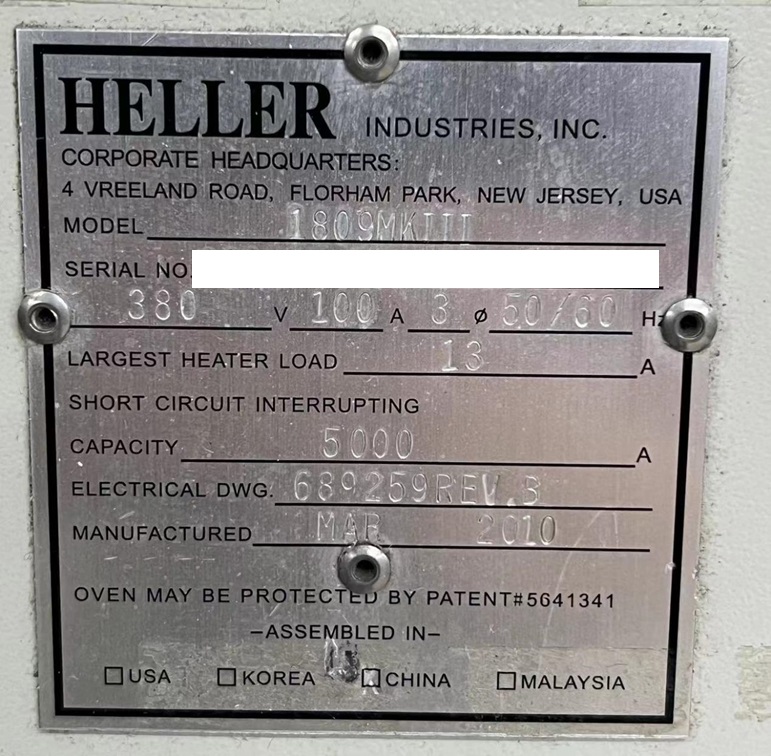 HELLER INDUSTRIES, INC.
CORPORATE HEADQUARTERS:
4 VREELAND ROAD, FLORHAM PARK, NEW JERSEY, USA
MODEL 1809MKIII
SERIAL NO.
380 V 100 A 3 ø 50/60 Hz
LARGEST HEATER LOAD 13 A
SHORT CIRCUIT INTERRUPTING
CAPACITY 5000 A
ELECTRICAL DWG. 689259REV.3
MANUFACTURED MAR 2010
OVEN MAY BE PROTECTED BY PATENT#5641341
–ASSEMBLED IN–
☐USA ☐KOREA ☐CHINA ☐MALAYSIA